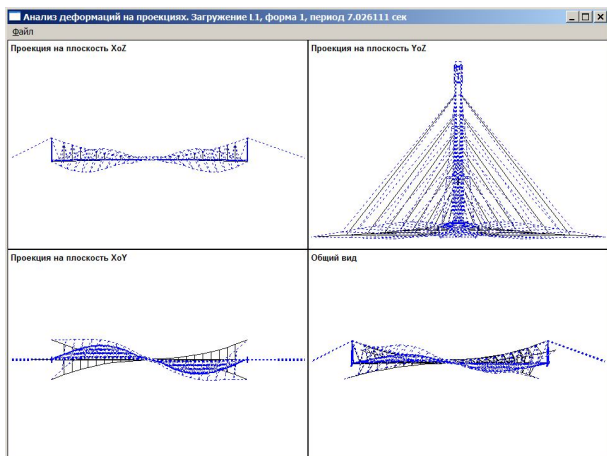 Анализ деформаций на проекциях. Загружение L1, форма 1, период 7.026111 сек
Файл
Проекция на плоскость XoZ
Проекция на плоскость YoZ
Проекция на плоскость XoY
Общий вид